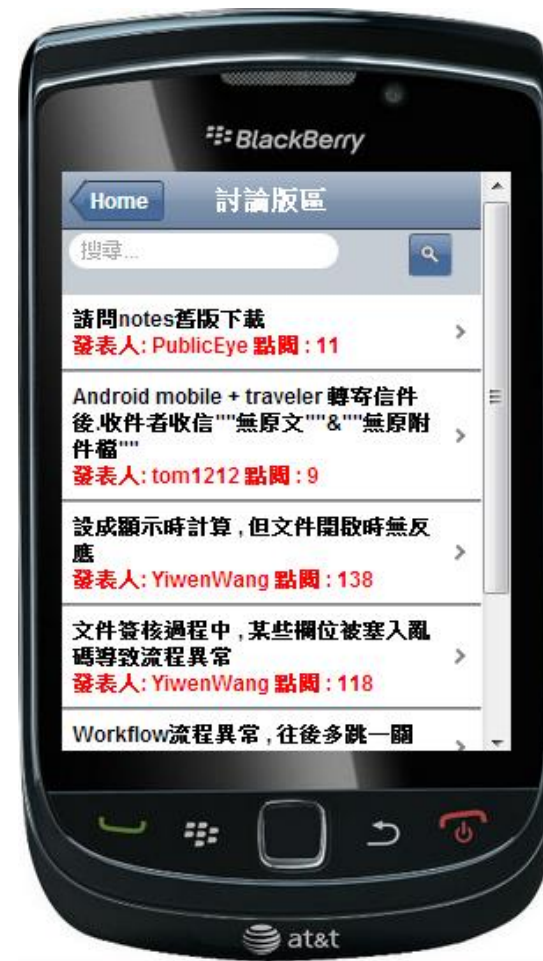 BlackBerry
Home 討論版區
搜尋...
請問notes舊版下載
發表人: PublicEye 點閱 : 11
Android mobile + traveler 轉寄信件
後.收件者收信""無原文""&""無原附
件檔""
發表人: tom1212 點閱 : 9
設成顯示時計算 , 但文件開啟時無反
應
發表人: YiwenWang 點閱 : 138
文件簽核過程中 , 某些欄位被塞入亂
碼導致流程異常
發表人: YiwenWang 點閱 : 118
Workflow流程異常 , 往後多跳一關
at&t